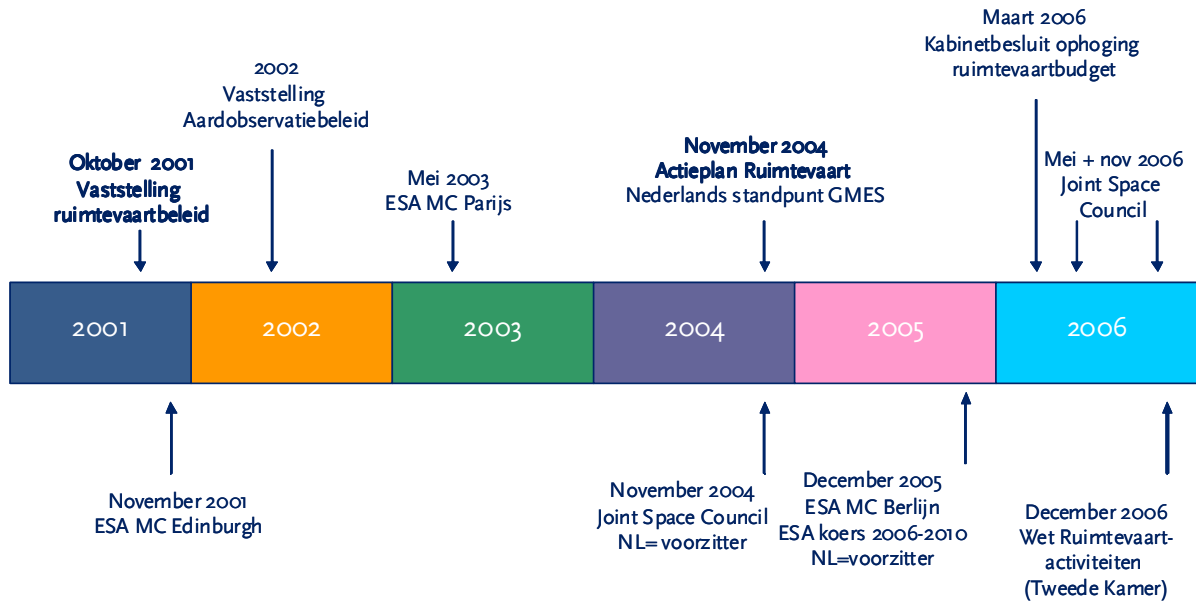 Maart 2006
Kabinetbesluit ophoging
ruimtevaartbudget
2002
Vaststelling
Aardobservatiebeleid
Oktober 2001
Vaststelling
ruimtevaartbeleid
Mei 2003
ESA MC Parijs
November 2004
Actieplan Ruimtevaart
Nederlands standpunt GMES
Mei + nov 2006
Joint Space
Council
2001
2002
2003
2004
2005
2006
November 2001
ESA MC Edinburgh
November 2004
Joint Space Council
NL= voorzitter
December 2005
ESA MC Berlijn
ESA koers 2006-2010
NL=voorzitter
December 2006
Wet Ruimtevaart-
activiteiten
(Tweede Kamer)